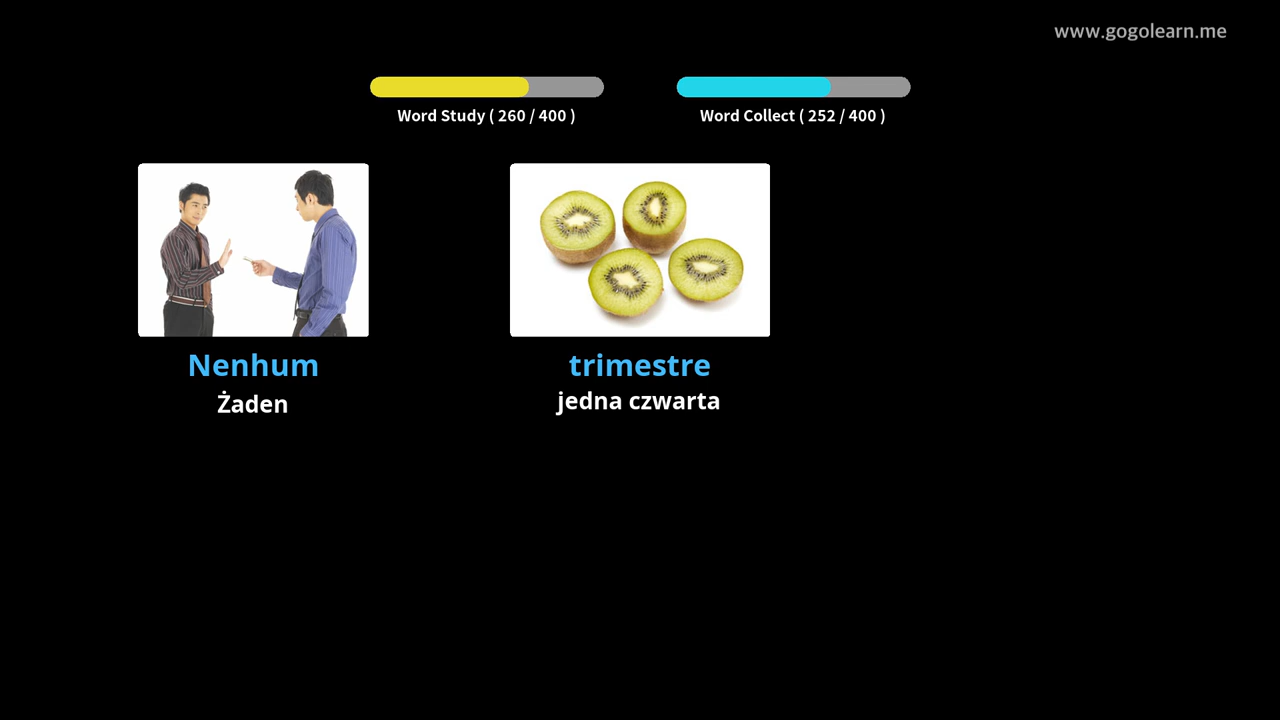 www.gogolearn.me
Word Study ( 260 / 400 )
Word Collect ( 252 / 400 )
Nenhum
Żaden
trimestre
jedna czwarta